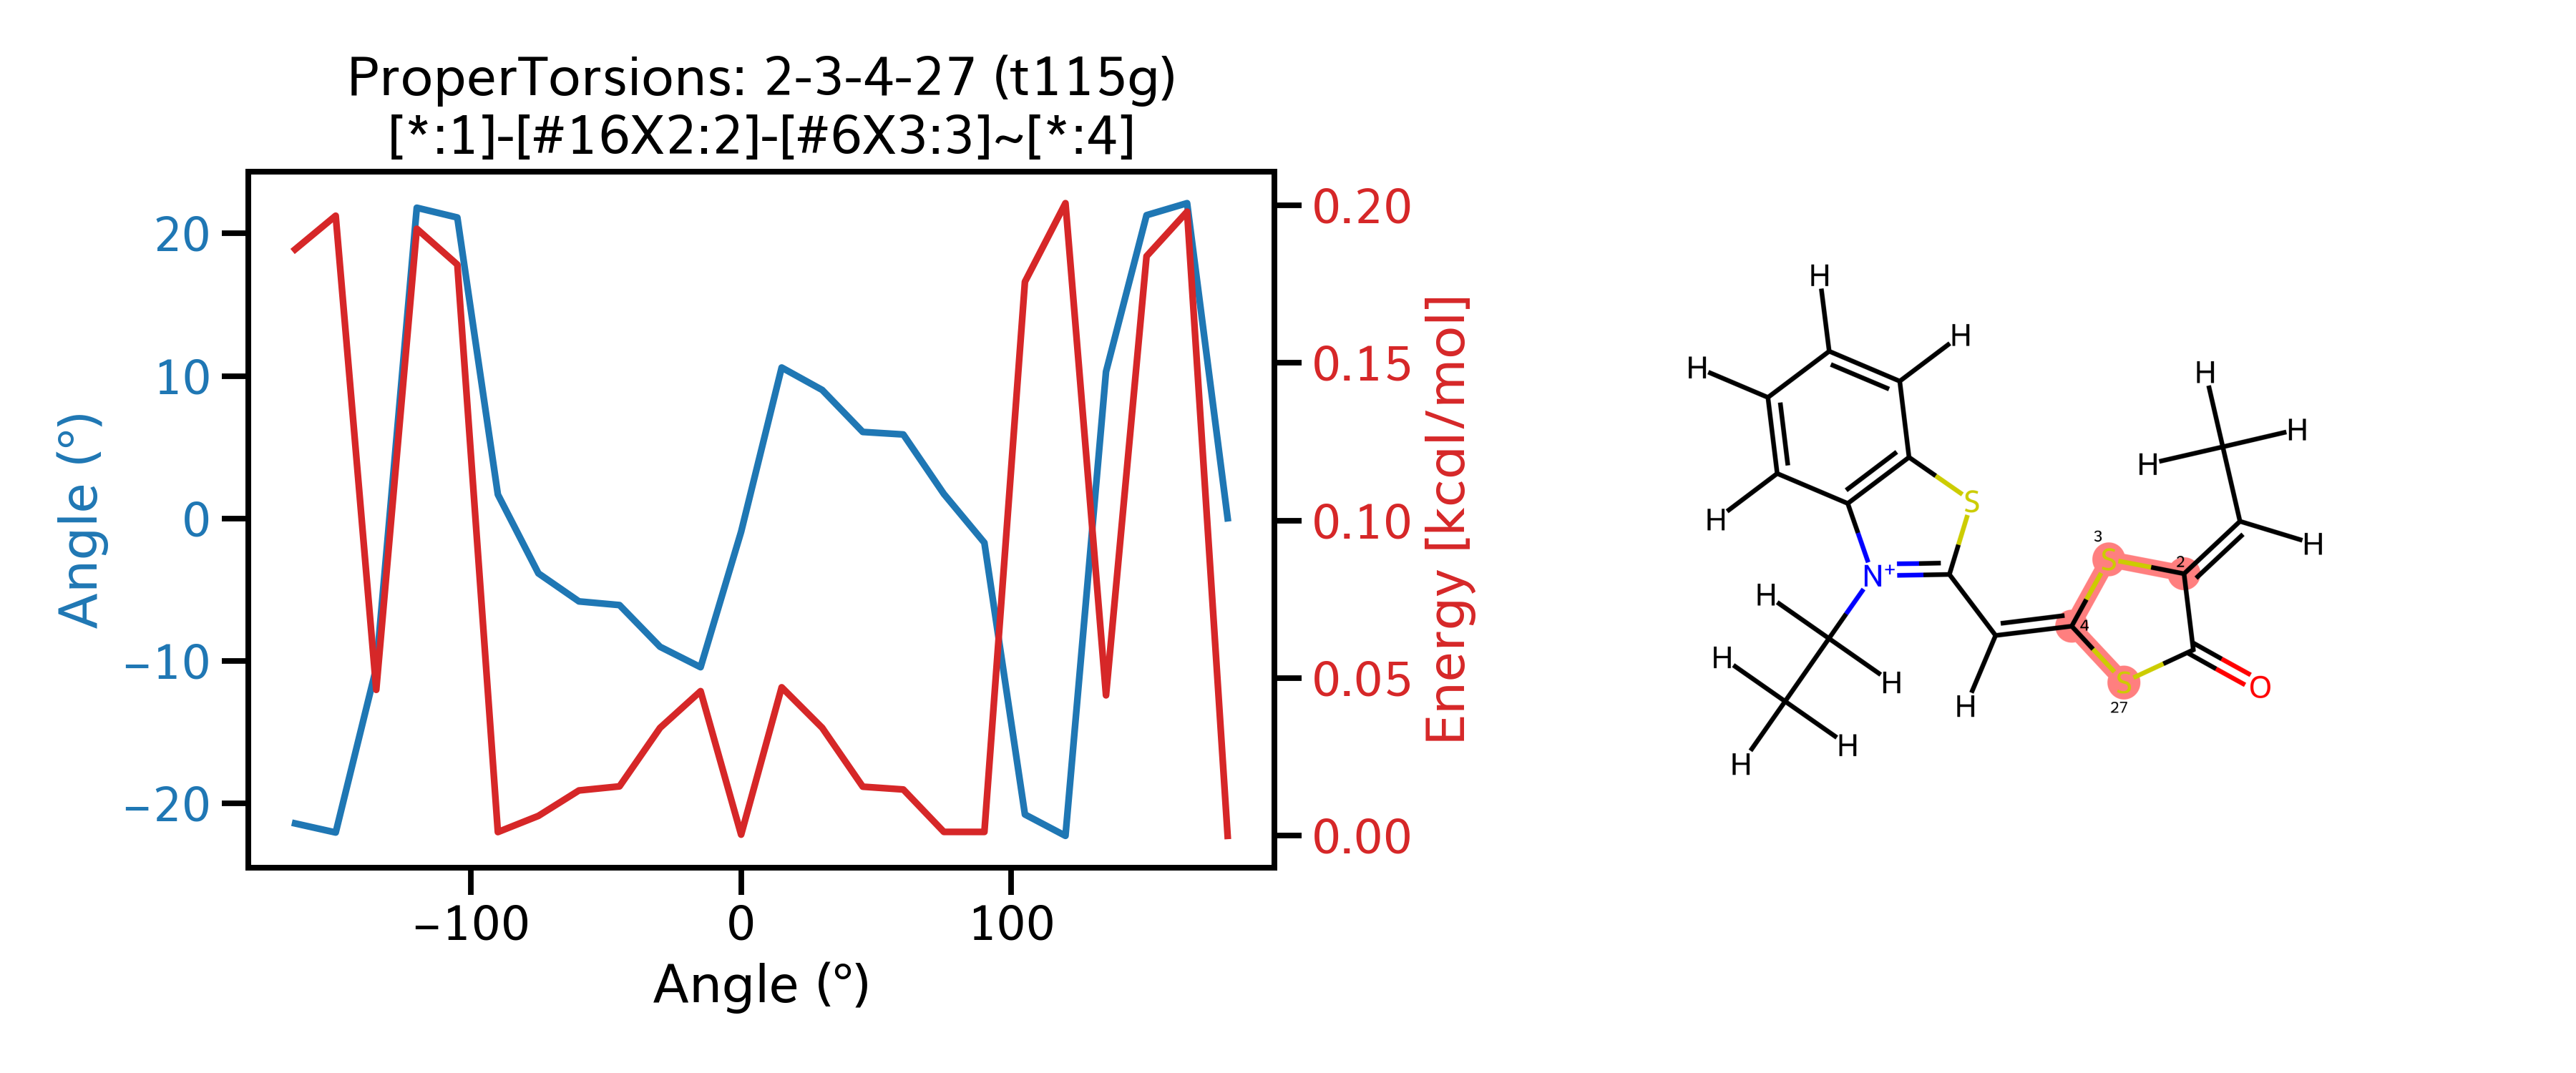 ProperTorsions: 2-3-4-27 (t115g)
[*:1]-[#16X2:2]-[#6X3:3]~[*:4]
Angle (°)
20
10
0
−10
−20
0.20
0.15
0.10
0.05
0.00
Energy [kcal/mol]
−100
0
100
Angle (°)
H
H
H
H
H
H
H
S
H
H
3
S
2
N+
H
4
H
H
S
27
O
H
H
H